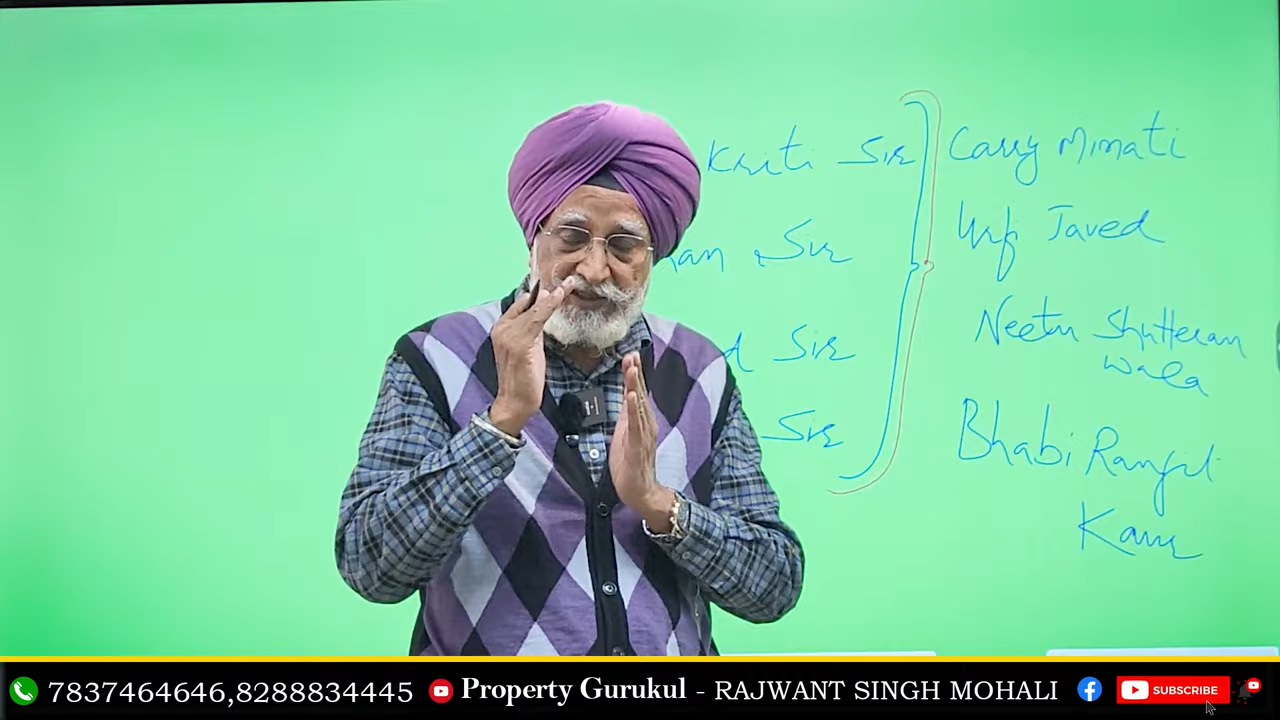 Kriti Sir
Carry Minati
Sir
Urf Javed
Sir
Neetu Shutteran
wala
Sir
Bhabi Ranjit
Kaur
7837464646,8288834445 Property Gurukul - RAJWANT SINGH MOHALI SUBSCRIBE